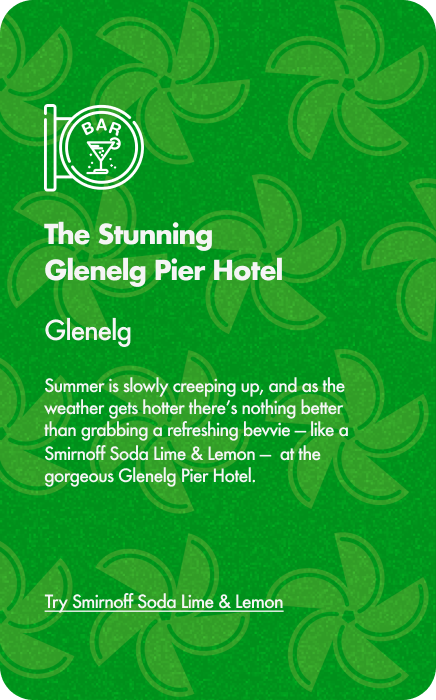 BAR
The Stunning
Glenelg Pier Hotel
Glenelg
Summer is slowly creeping up, and as the
weather gets hotter there’s nothing better
than grabbing a refreshing bevvie – like a
Smirnoff Soda Lime & Lemon –  at the
gorgeous Glenelg Pier Hotel.
Try Smirnoff Soda Lime & Lemon